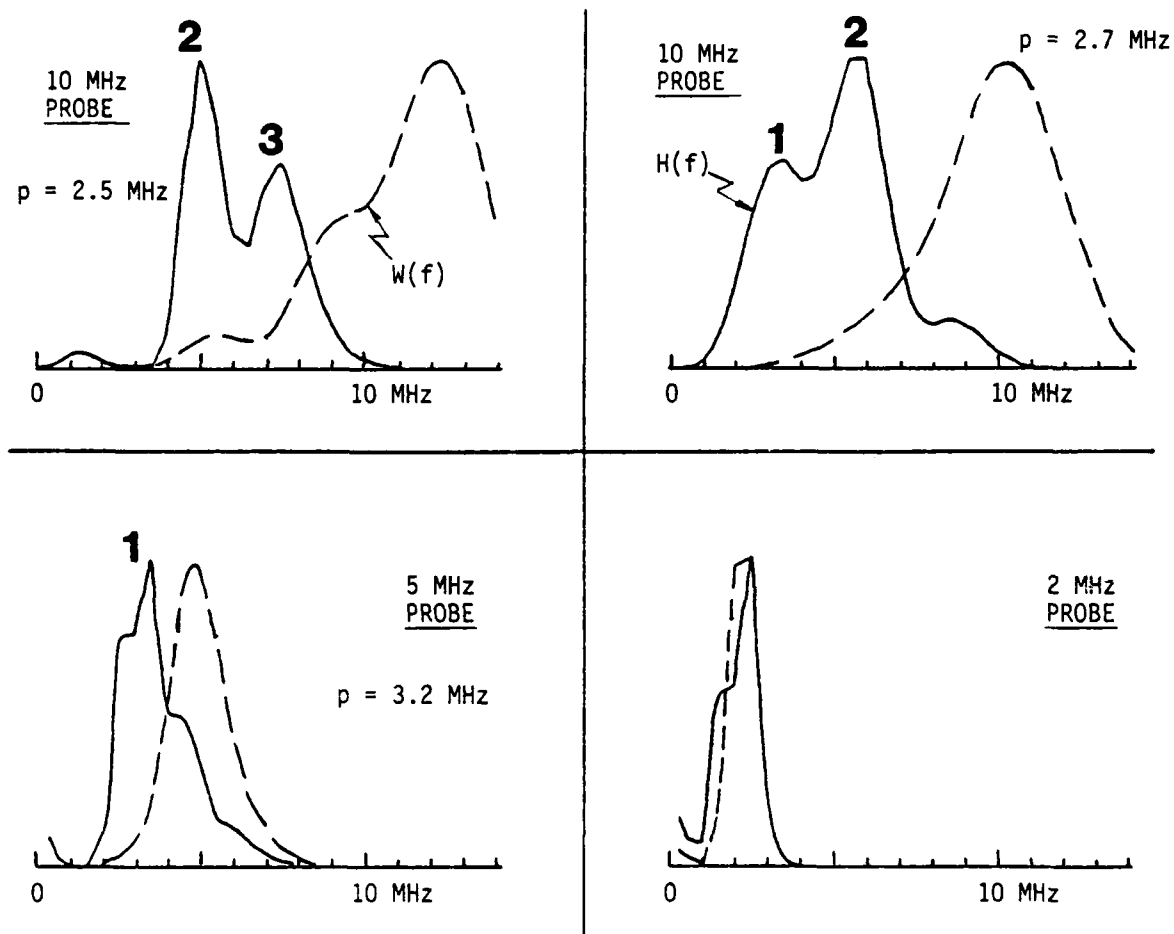 2
10 MHz
PROBE
3
p = 2.5 MHz
W(f)
0
10 MHz
2
p = 2.7 MHz
10 MHz
PROBE
1
H(f)
0
10 MHz
1
5 MHz
PROBE
p = 3.2 MHz
0
10 MHz
2 MHz
PROBE
0
10 MHz